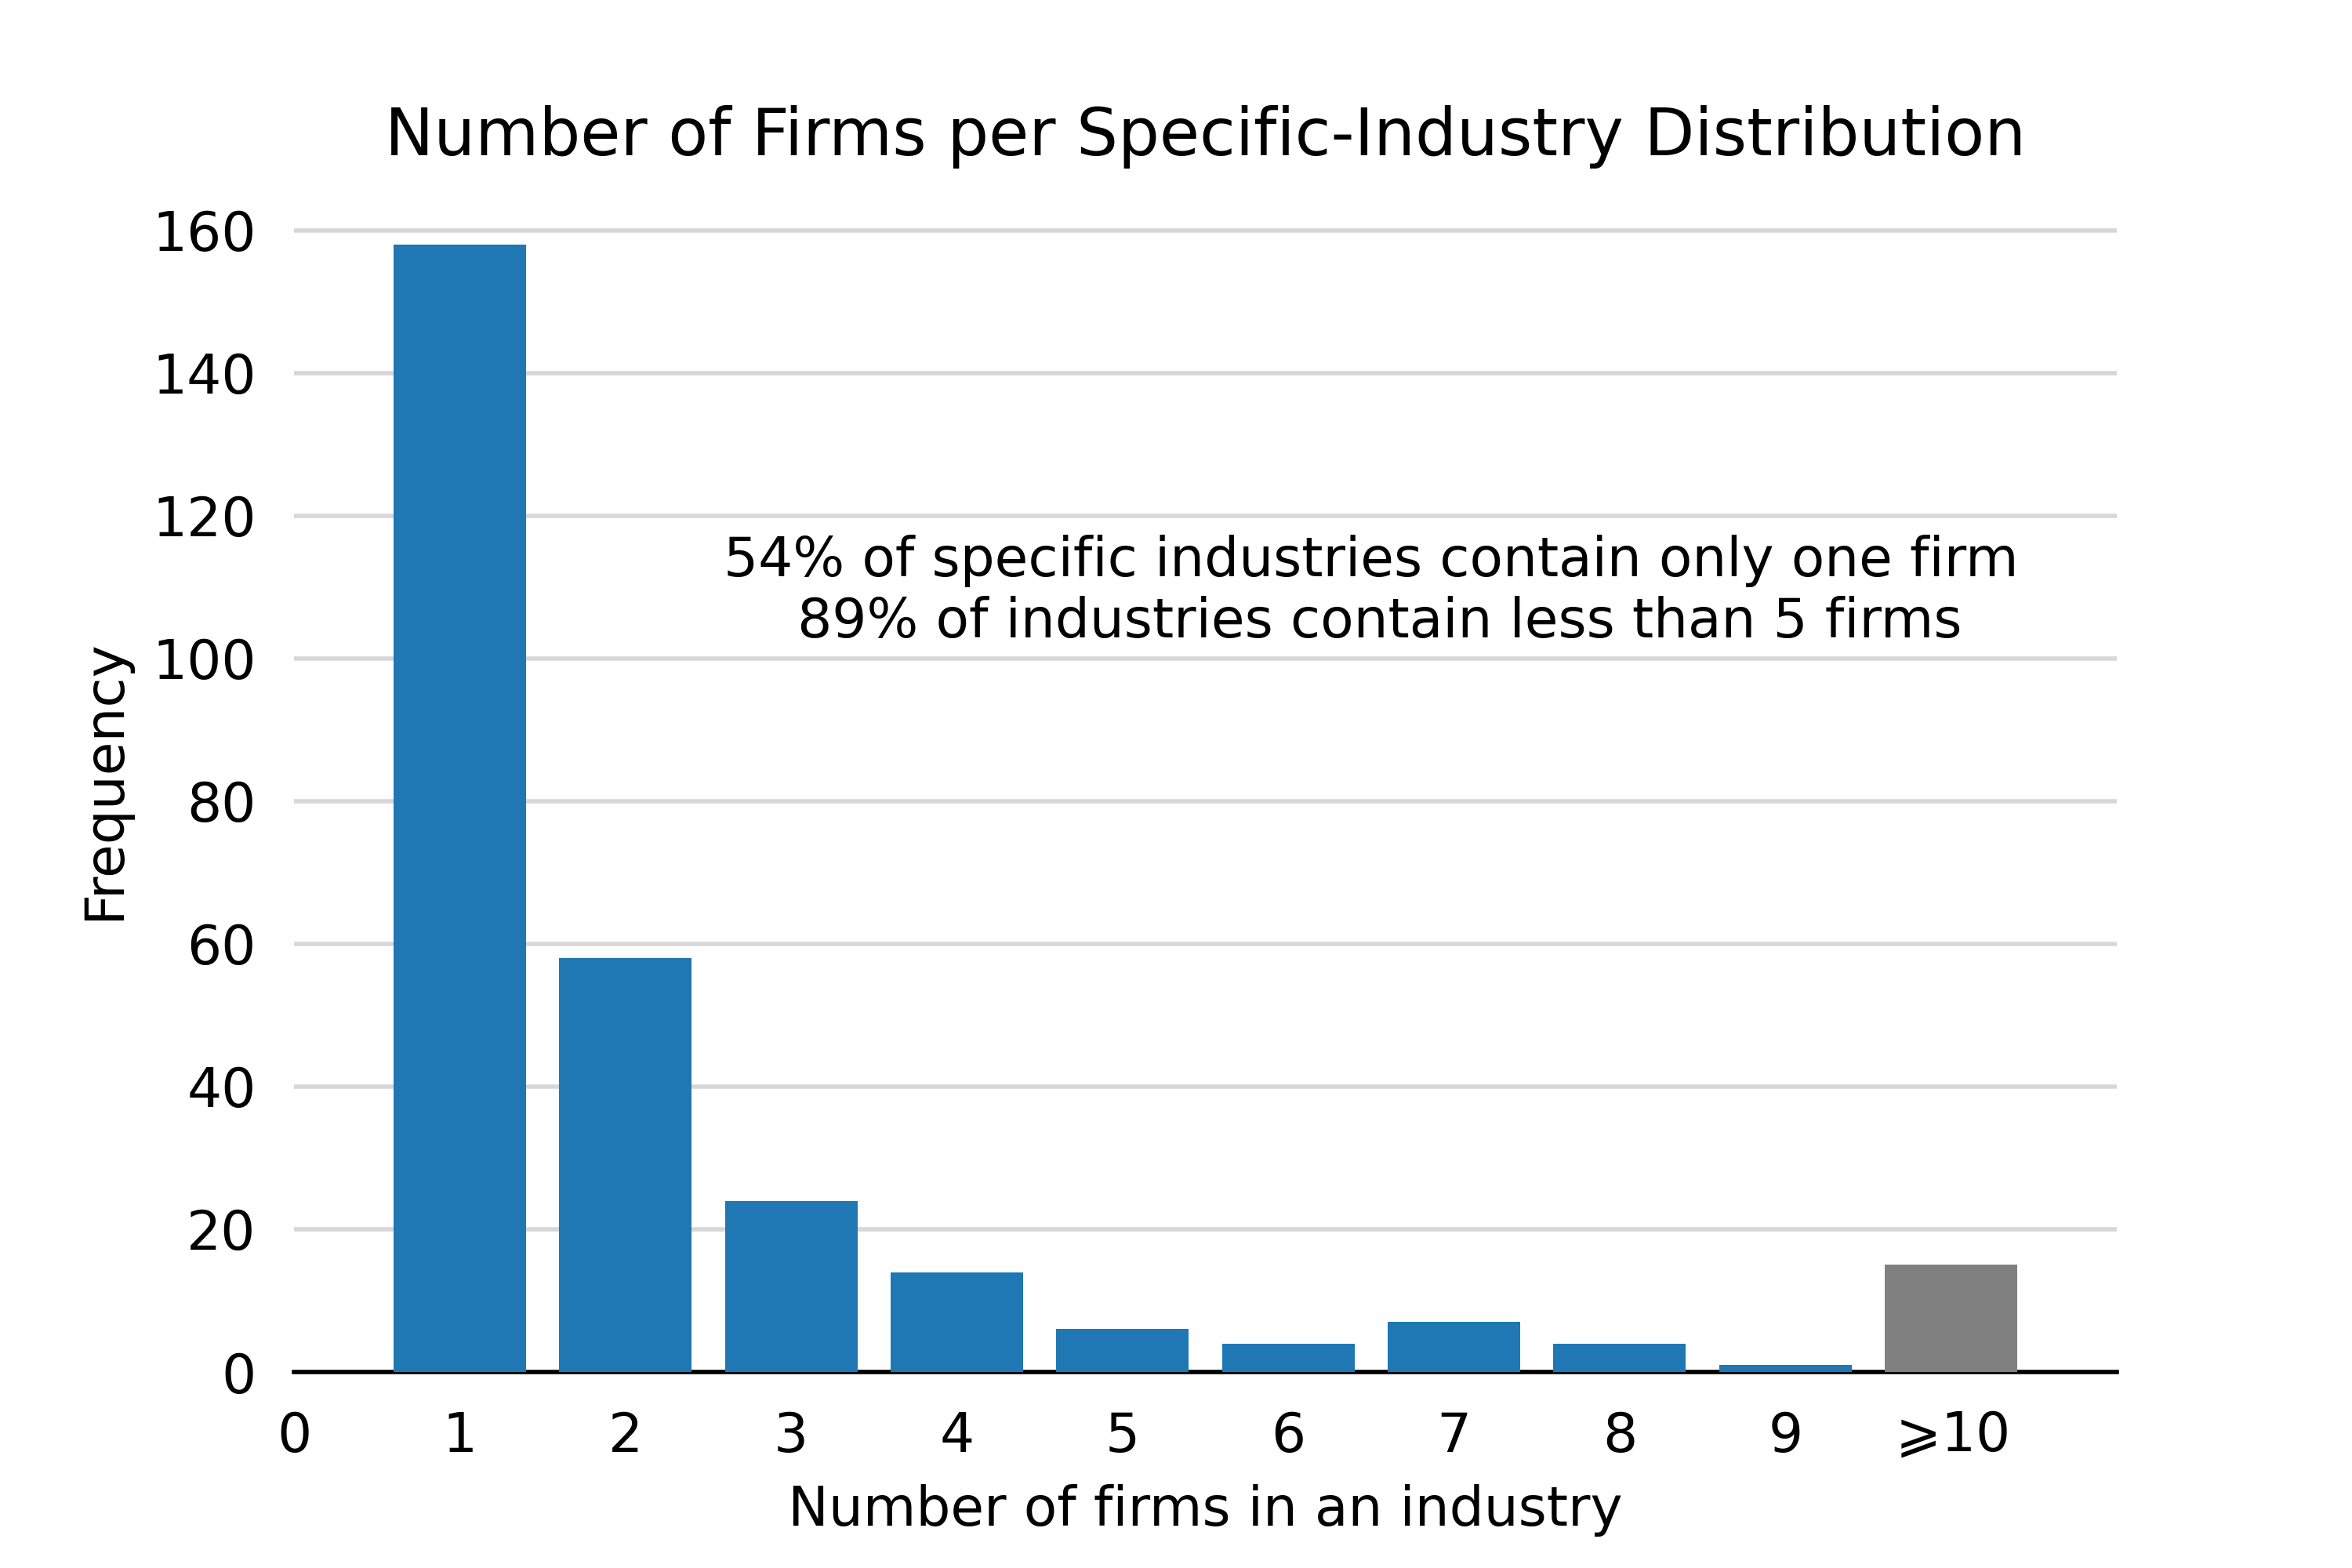 Number of Firms per Specific-Industry Distribution
160
140
120
54% of specific industries contain only one firm
89% of industries contain less than 5 firms
100
80
60
40
20
0
Frequency
0 1 2 3 4 5 6 7 8 9 ⩾10
Number of firms in an industry